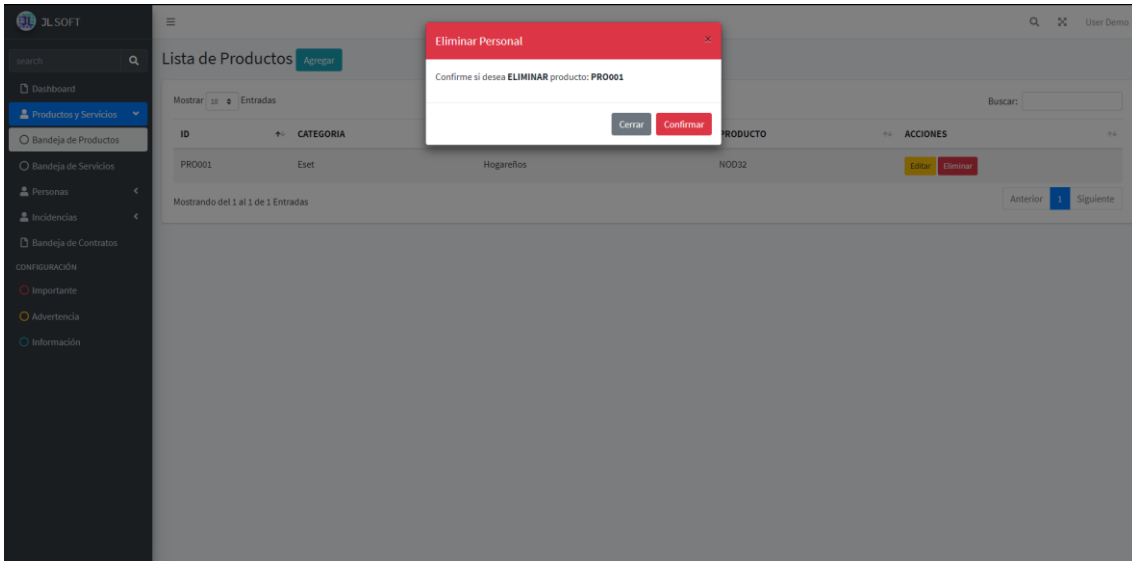 JL SOFT
User Demo
search
Dashboard
Productos y Servicios
Bandeja de Productos
Bandeja de Servicios
Personas
Incidencias
Bandeja de Contratos
CONFIGURACIÓN
Importante
Advertencia
Información
Lista de Productos Agregar
Mostrar 10 Entradas
Buscar:
ID CATEGORIA PRODUCTO ACCIONES
PRO001 Eset Hogareños NOD32 Editar Eliminar
Mostrando del 1 al 1 de 1 Entradas
Anterior 1 Siguiente
Eliminar Personal ×
Confirme si desea ELIMINAR producto: PRO001
Cerrar Confirmar